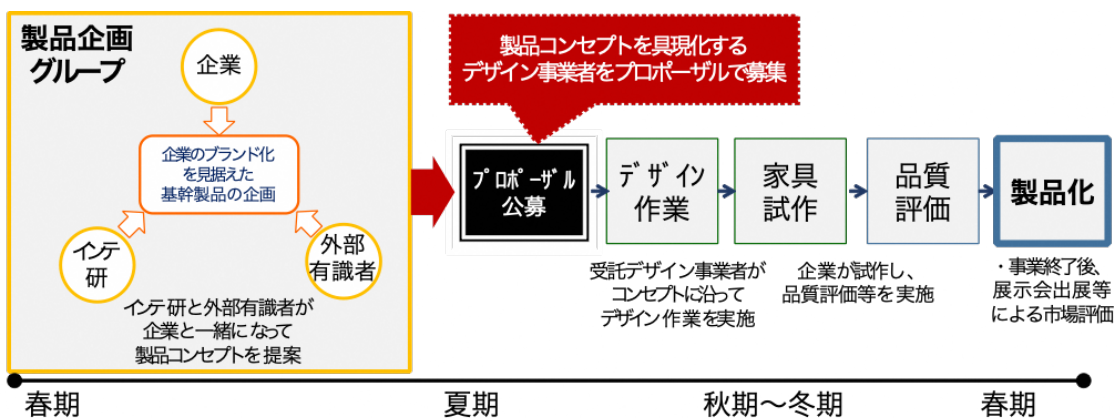 製品企画
グループ
企業
企業のブランド化
を見据えた
基幹製品の企画
インテ
研
外部
有識者
インテ研と外部有識者が
企業と一緒になって
製品コンセプトを提案
製品コンセプトを具現化する
デザイン事業者をプロポーザルで募集
ﾌﾟﾛﾎﾟｰｻﾞﾙ
公募
ﾃﾞｻﾞｲﾝ
作業
家具
試作
品質
評価
製品化
受託デザイン事業者が
コンセプトに沿って
デザイン作業を実施
企業が試作し、
品質評価等を実施
・事業終了後、
展示会出展等
による市場評価
春期
夏期
秋期～冬期
春期